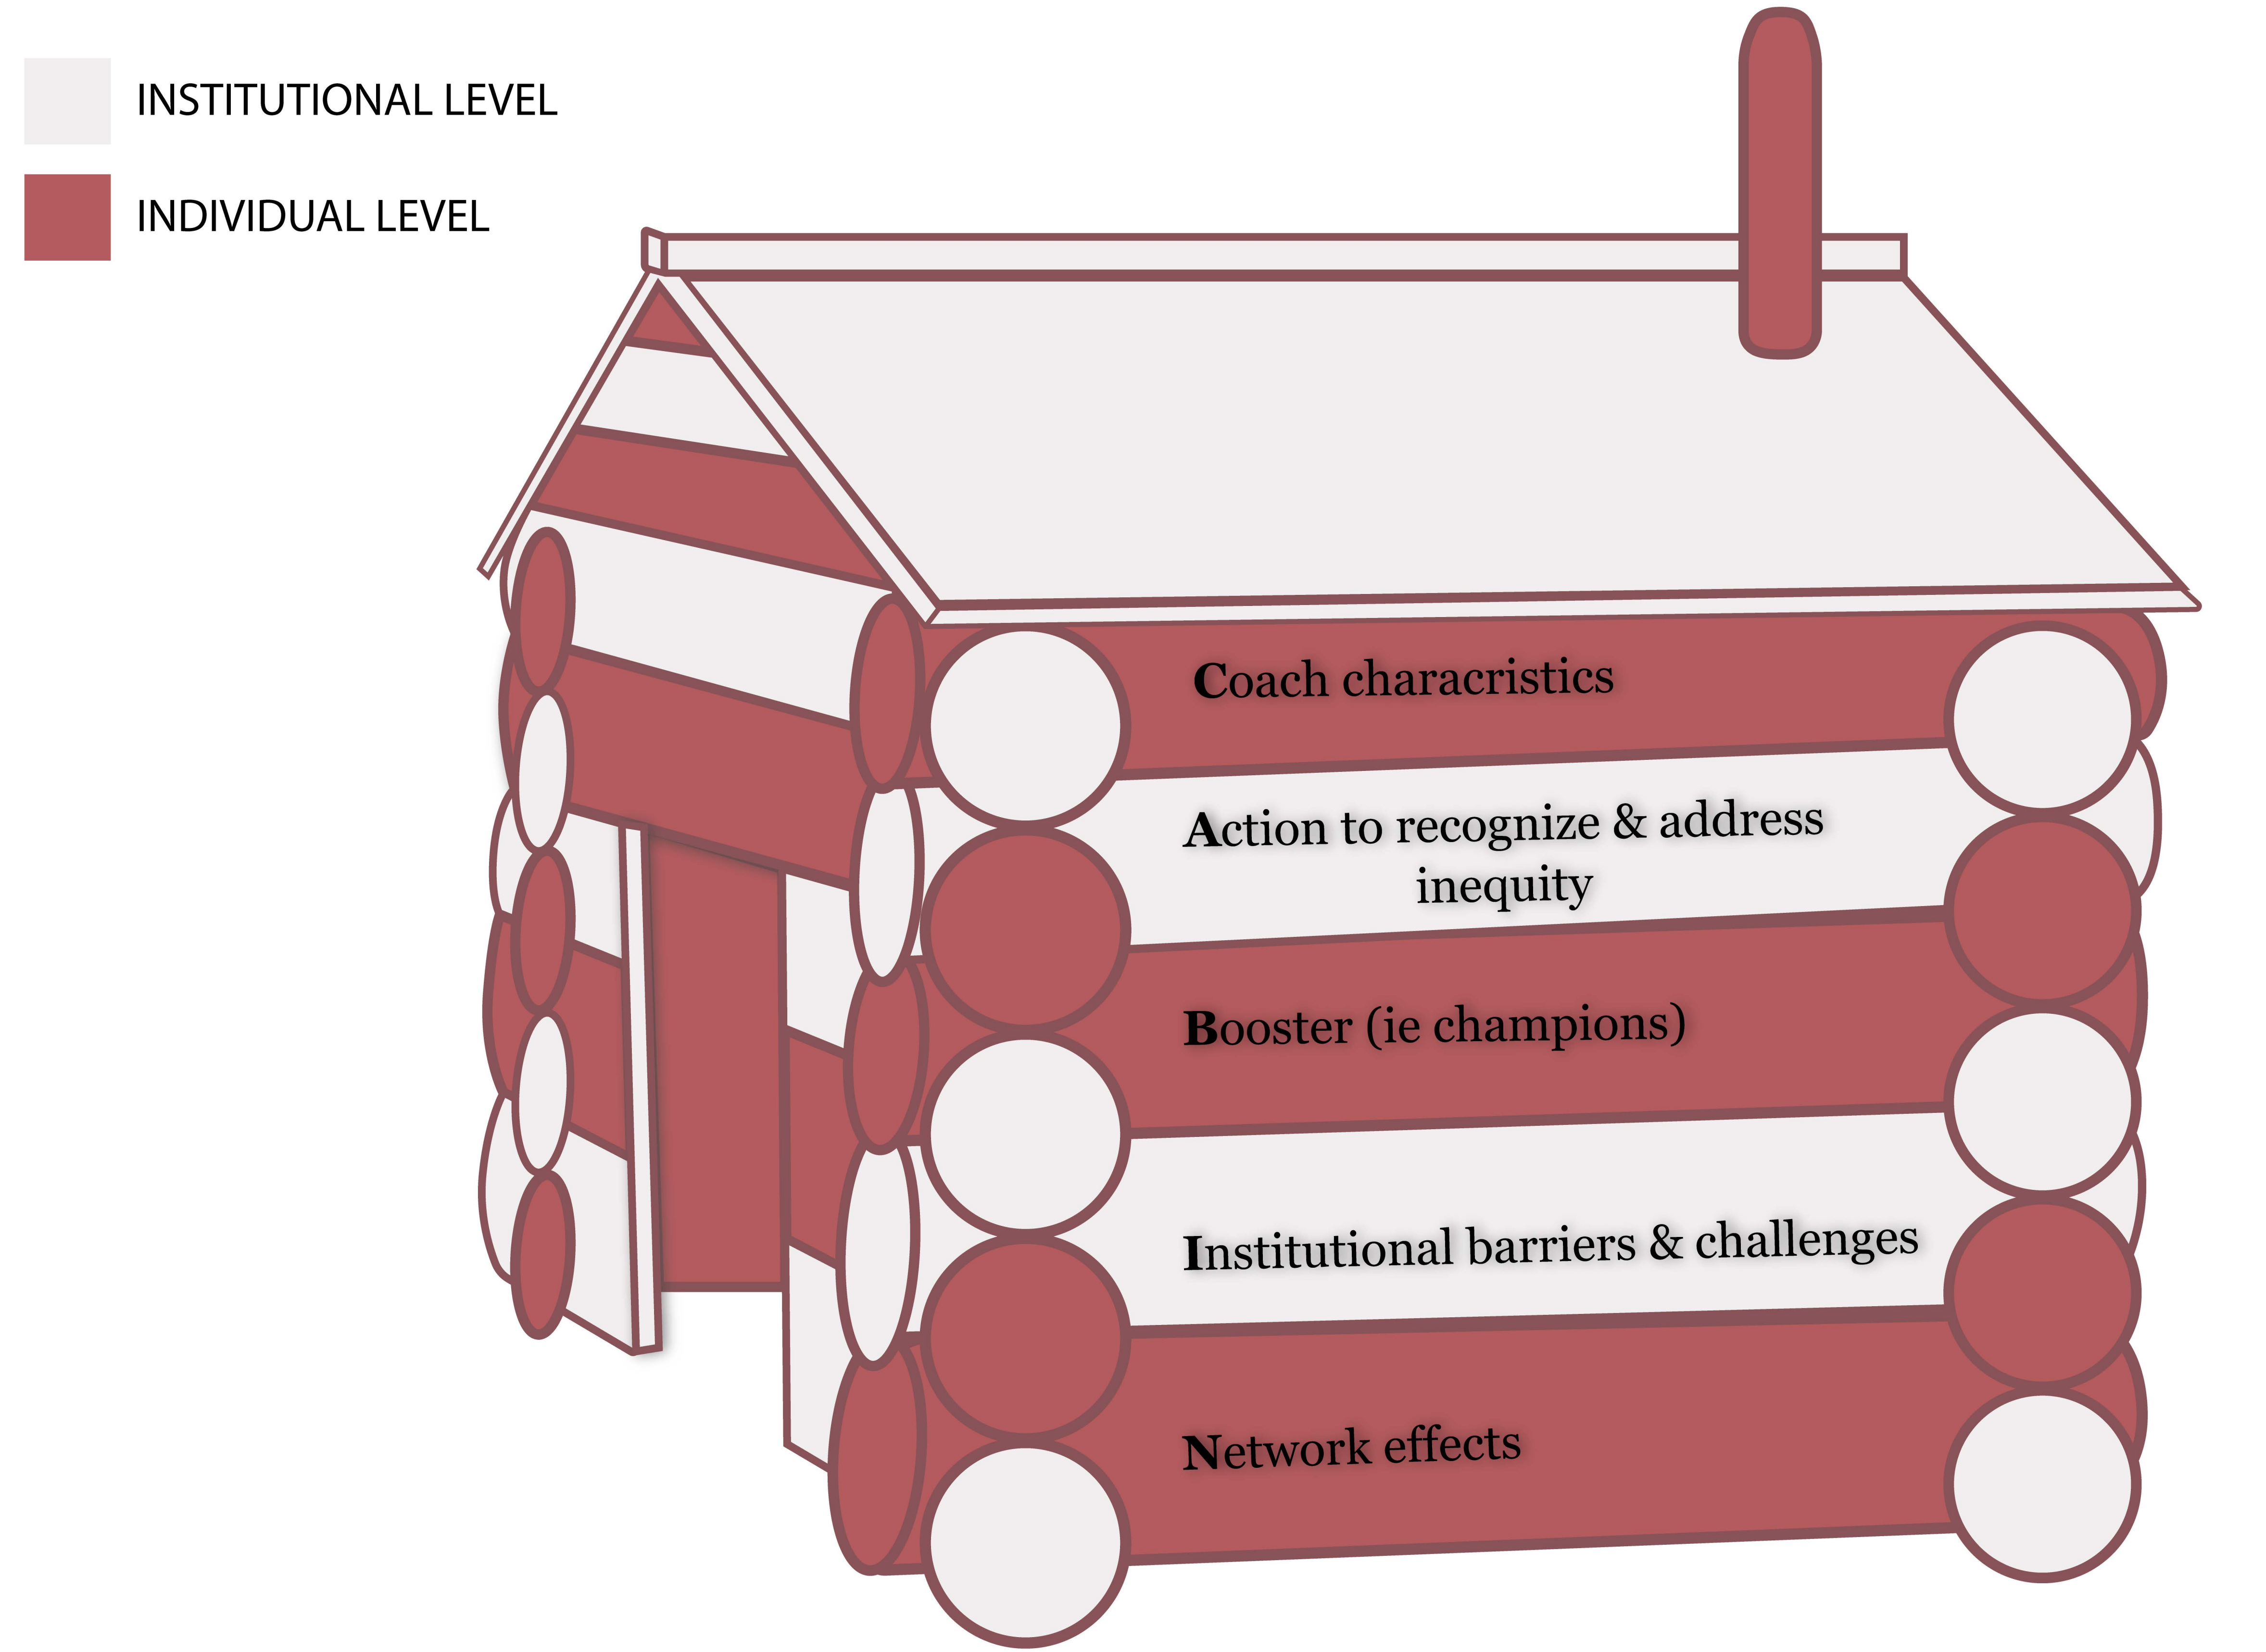 INSTITUTIONAL LEVEL
INDIVIDUAL LEVEL
Coach characristics
Action to recognize & address
inequity
Booster (ie champions)
Institutional barriers & challenges
Network effects